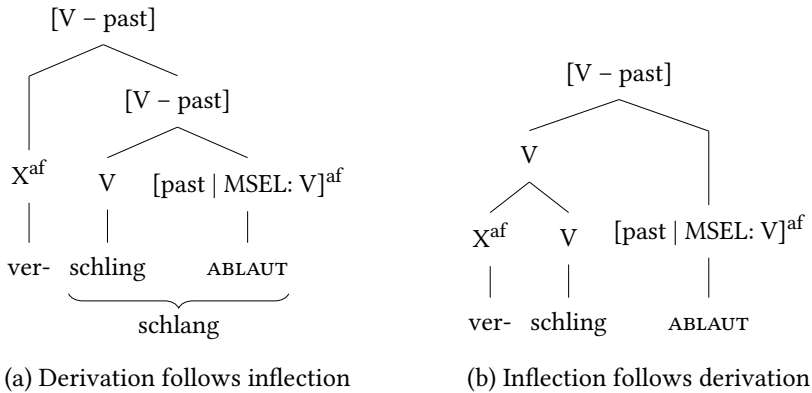 [V – past]
[V – past]
X^af V [past | MSEL: V]^af
ver- schling ABLAUT
schlang
(a) Derivation follows inflection
[V – past]
V
X^af V [past | MSEL: V]^af
ver- schling ABLAUT
(b) Inflection follows derivation